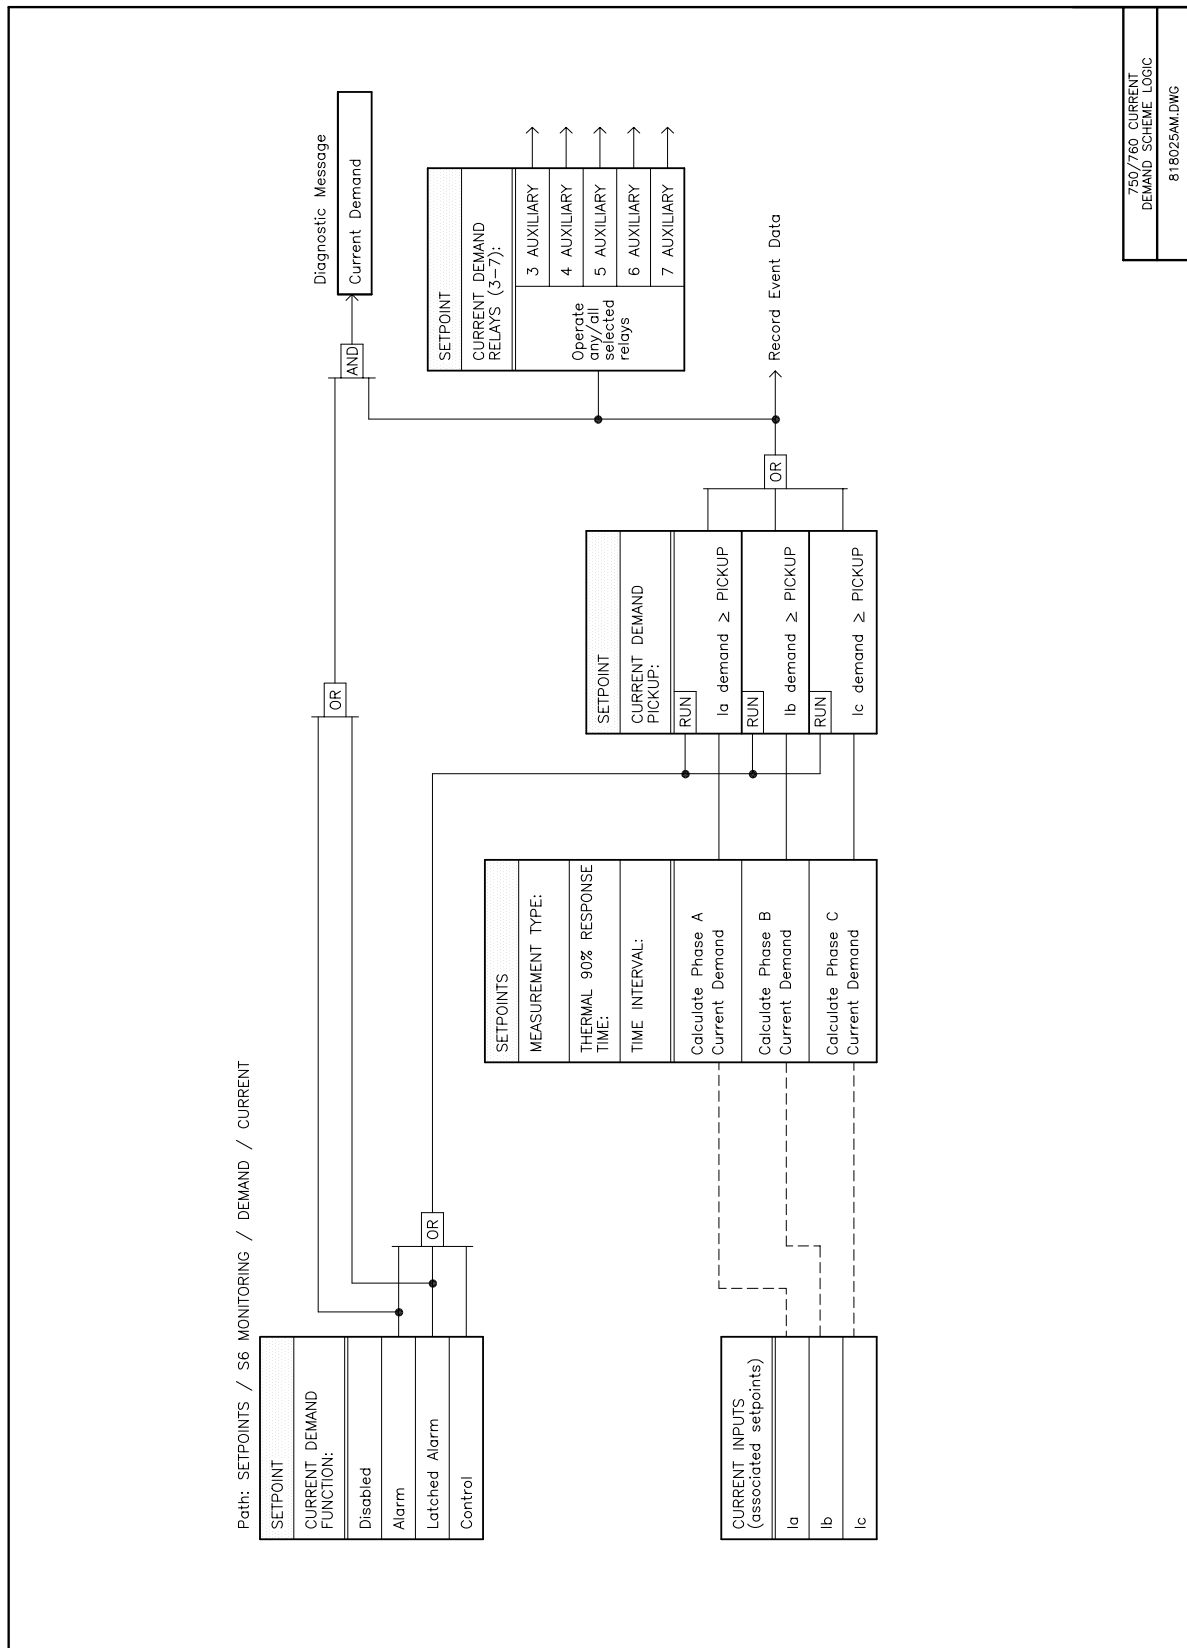 Path: SETPOINTS / S6 MONITORING / DEMAND / CURRENT
SETPOINT
CURRENT DEMAND
FUNCTION:
Disabled
Alarm
Latched Alarm
Control
OR
OR
AND
Diagnostic Message
Current Demand
CURRENT INPUTS
(associated setpoints)
Ia
Ib
Ic
SETPOINTS
MEASUREMENT TYPE:
THERMAL 90% RESPONSE
TIME:
TIME INTERVAL:
Calculate Phase A
Current Demand
Calculate Phase B
Current Demand
Calculate Phase C
Current Demand
SETPOINT
CURRENT DEMAND
PICKUP:
RUN
Ia demand ≥ PICKUP
RUN
Ib demand ≥ PICKUP
RUN
Ic demand ≥ PICKUP
OR
SETPOINT
CURRENT DEMAND
RELAYS (3-7):
Operate
any/all
selected
relays
3 AUXILIARY
4 AUXILIARY
5 AUXILIARY
6 AUXILIARY
7 AUXILIARY
Record Event Data
750/760 CURRENT
DEMAND SCHEME LOGIC
818025AM.DWG